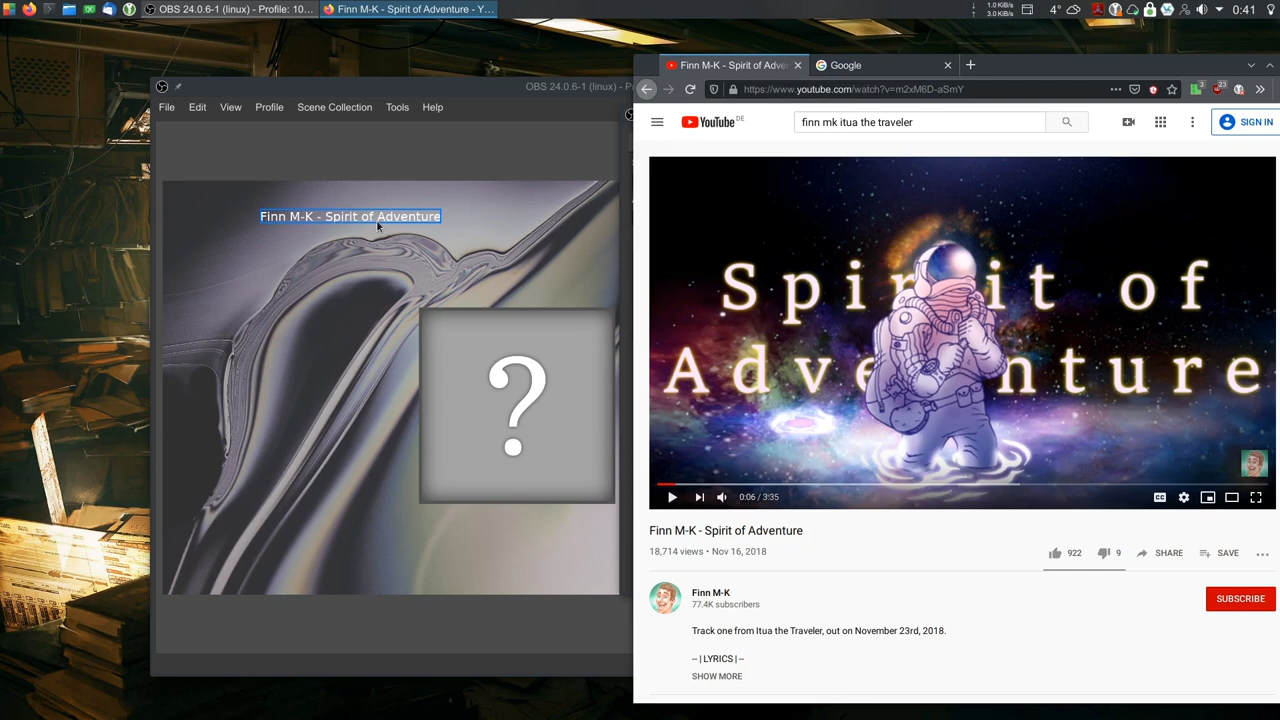 OBS 24.0.6-1 (linux) - Profile: 10...
Finn M-K - Spirit of Adventure - Y...
1.0 KiB/s
3.0 KiB/s
4°
0:41
OBS 24.0.6-1 (linux) - P
File Edit View Profile Scene Collection Tools Help
Finn M-K - Spirit of Adventure
?
Finn M-K - Spirit of Adve
Google
https://www.youtube.com/watch?v=m2xM6D-aSmY
3
23
YouTube DE
finn mk itua the traveler
SIGN IN
Spirit of
Adventure
0:06 / 3:35
CC
Finn M-K - Spirit of Adventure
18,714 views • Nov 16, 2018
922 9 SHARE SAVE
Finn M-K
77.4K subscribers
SUBSCRIBE
Track one from Itua the Traveler, out on November 23rd, 2018.
-- | LYRICS | --
SHOW MORE